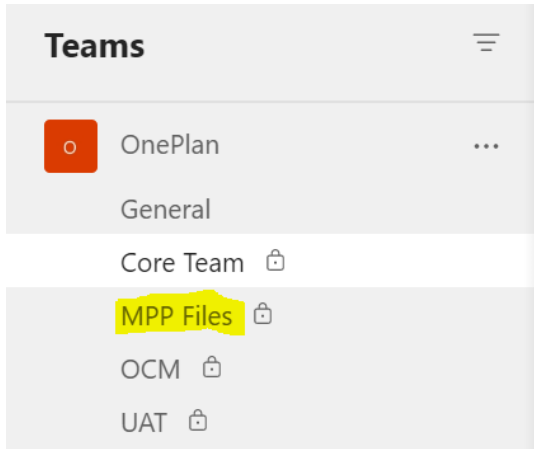 Teams
O OnePlan ...
General
Core Team
MPP Files
OCM
UAT